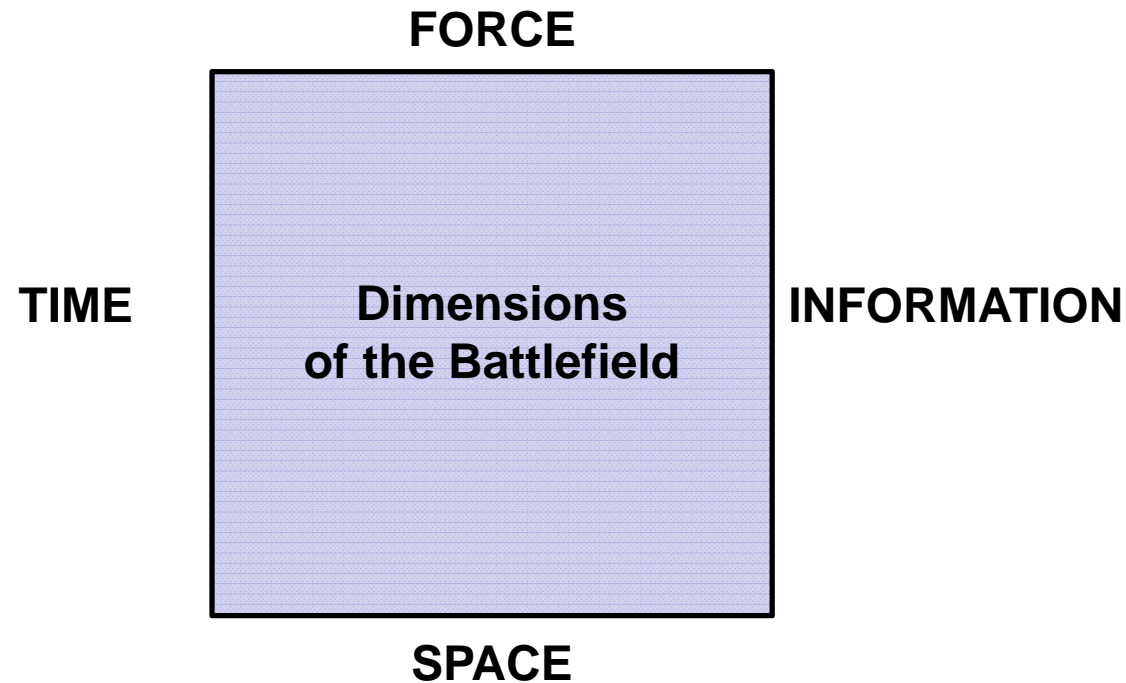 FORCE
TIME
Dimensions
of the Battlefield
INFORMATION
SPACE